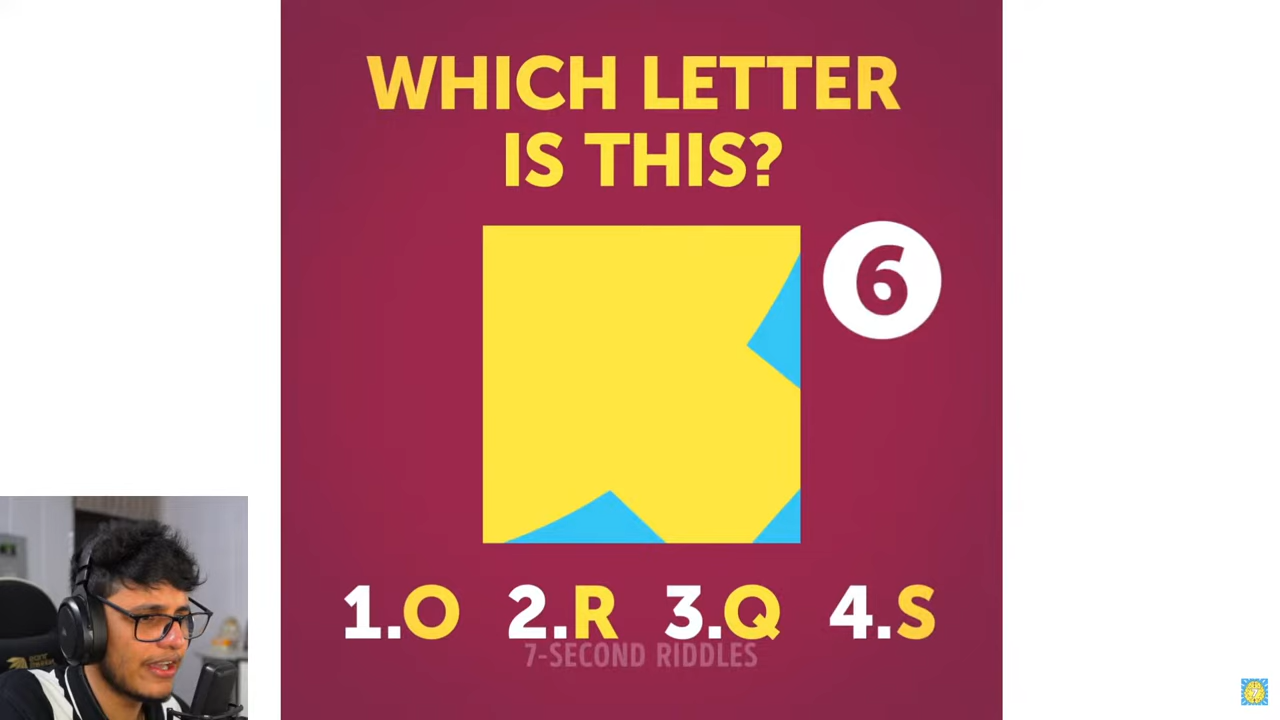 WHICH LETTER
IS THIS?
6
1.O 2.R 3.Q 4.S
7-SECOND RIDDLES